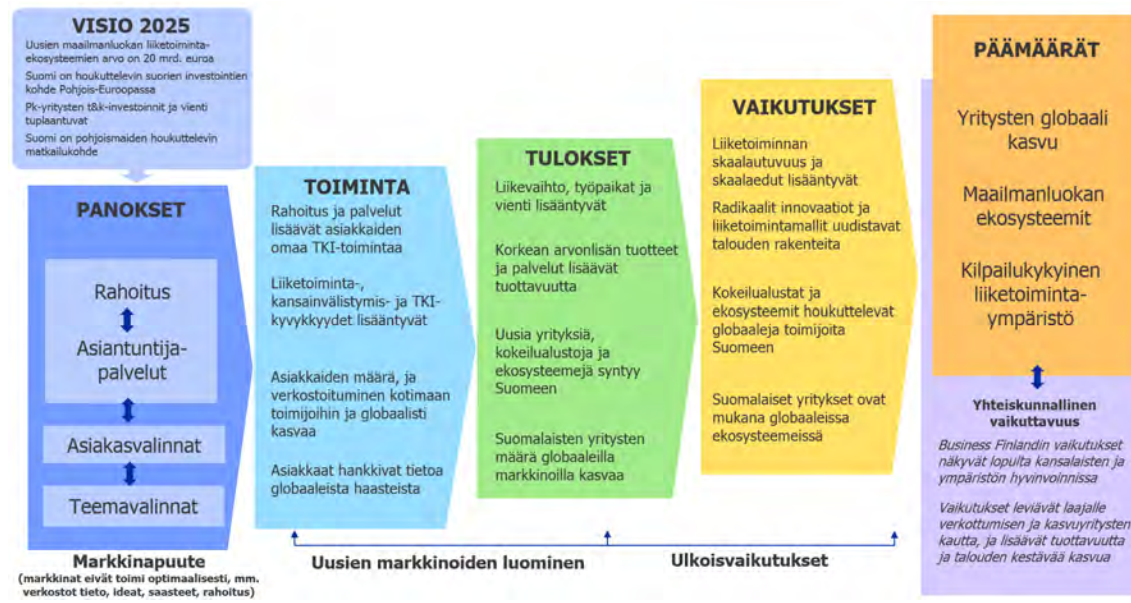 VISIO 2025
Uusien maailmanluokan liiketoiminta-
ekosysteemien arvo on 20 mrd. euroa
Suomi on houkuttelevin suorien investointien
kohde Pohjois-Euroopassa
Pk-yritysten t&k-investoinnit ja vienti
tuplaantuvat
Suomi on pohjoismaiden houkuttelevin
matkailukohde
PANOKSET
Rahoitus
Asiantuntija-
palvelut
Asiakasvalinnat
Teemavalinnat
Markkinapuute
(markkinat eivät toimi optimaalisesti, mm.
verkostot tieto, ideat, saasteet, rahoitus)
TOIMINTA
Rahoitus ja palvelut
lisäävät asiakkaiden
omaa TKI-toimintaa
Liiketoiminta-,
kansainvälistymis- ja TKI-
kyvykkyydet lisääntyvät
Asiakkaiden määrä, ja
verkostoituminen kotimaan
toimijoihin ja globaalisti
kasvaa
Asiakkaat hankkivat tietoa
globaaleista haasteista
TULOKSET
Liikevaihto, työpaikat ja
vienti lisääntyvät
Korkean arvonlisän tuotteet
ja palvelut lisäävät
tuottavuutta
Uusia yrityksiä,
kokeilualustoja ja
ekosysteemejä syntyy
Suomeen
Suomalaisten yritysten
määrä globaaleilla
markkinoilla kasvaa
VAIKUTUKSET
Liiketoiminnan
skaalautuvuus ja
skaalaedut lisääntyvät
Radikaalit innovaatiot ja
liiketoimintamallit uudistavat
talouden rakenteita
Kokeilualustat ja
ekosysteemit houkuttelevat
globaaleja toimijoita
Suomeen
Suomalaiset yritykset ovat
mukana globaaleissa
ekosysteemeissä
Uusien markkinoiden luominen
Ulkoisvaikutukset
PÄÄMÄÄRÄT
Yritysten globaali
kasvu
Maailmanluokan
ekosysteemit
Kilpailukykyinen
liiketoiminta-
ympäristö
Yhteiskunnallinen
vaikuttavuus
Business Finlandin vaikutukset
näkyvät lopulta kansalaisten ja
ympäristön hyvinvoinnissa
Vaikutukset leviävät laajalle
verkottumisen ja kasvuyritysten
kautta, ja lisäävät tuottavuutta
ja talouden kestävää kasvua